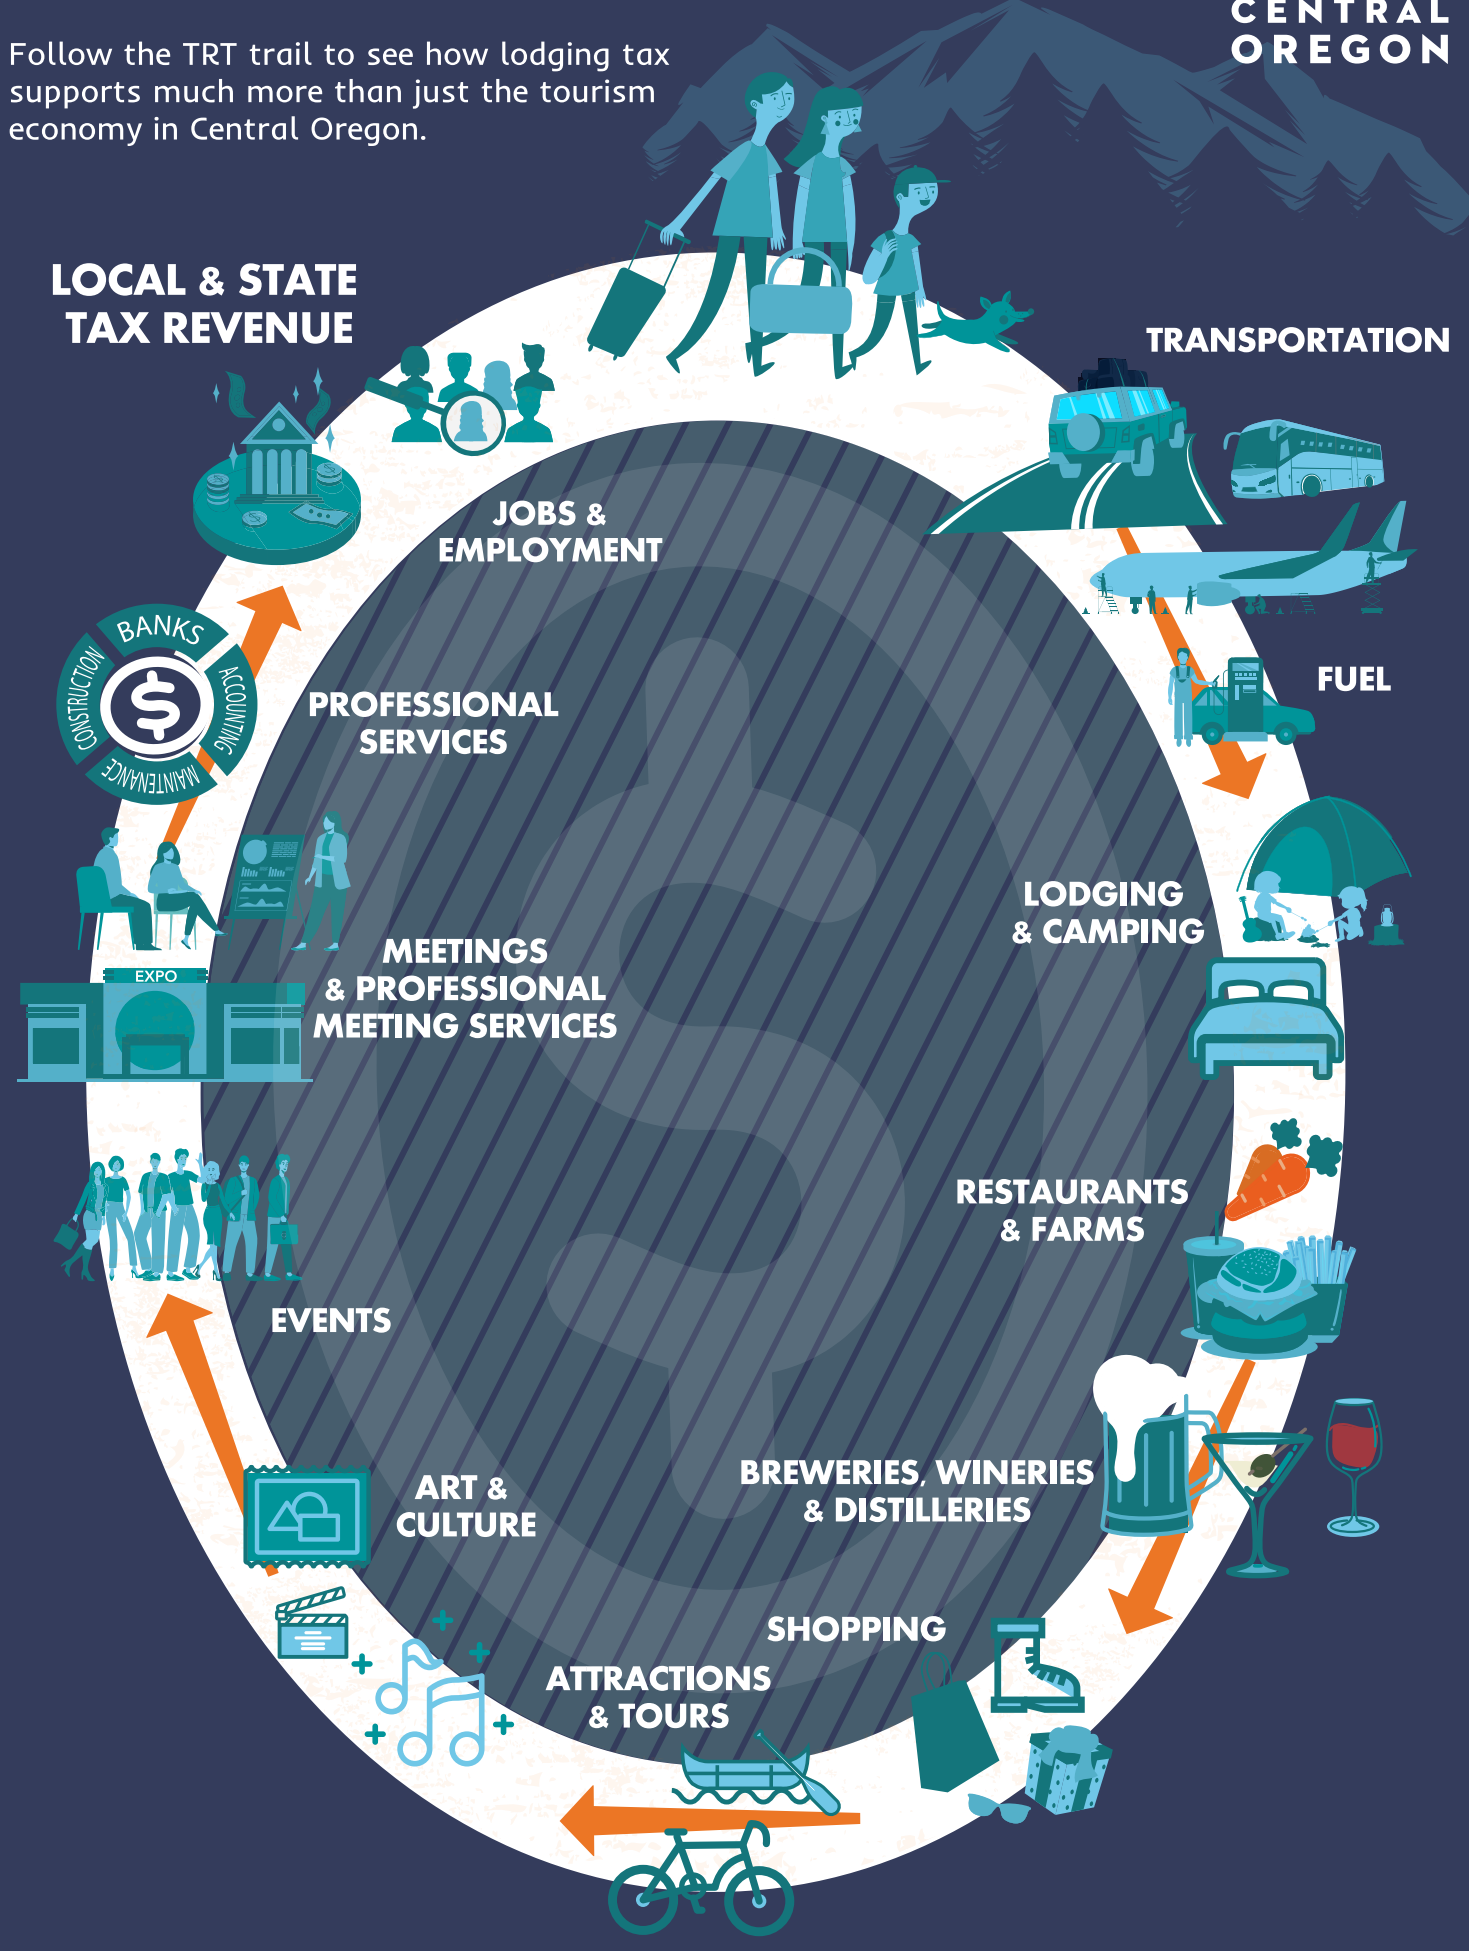 CENTRAL
OREGON
Follow the TRT trail to see how lodging tax
supports much more than just the tourism
economy in Central Oregon.
LOCAL & STATE
TAX REVENUE
TRANSPORTATION
JOBS &
EMPLOYMENT
FUEL
BANKS
ACCOUNTING
MAINTENANCE
CONSTRUCTION
$
PROFESSIONAL
SERVICES
LODGING
& CAMPING
MEETINGS
& PROFESSIONAL
MEETING SERVICES
EXPO
RESTAURANTS
& FARMS
EVENTS
BREWERIES, WINERIES
& DISTILLERIES
ART &
CULTURE
SHOPPING
ATTRACTIONS
& TOURS